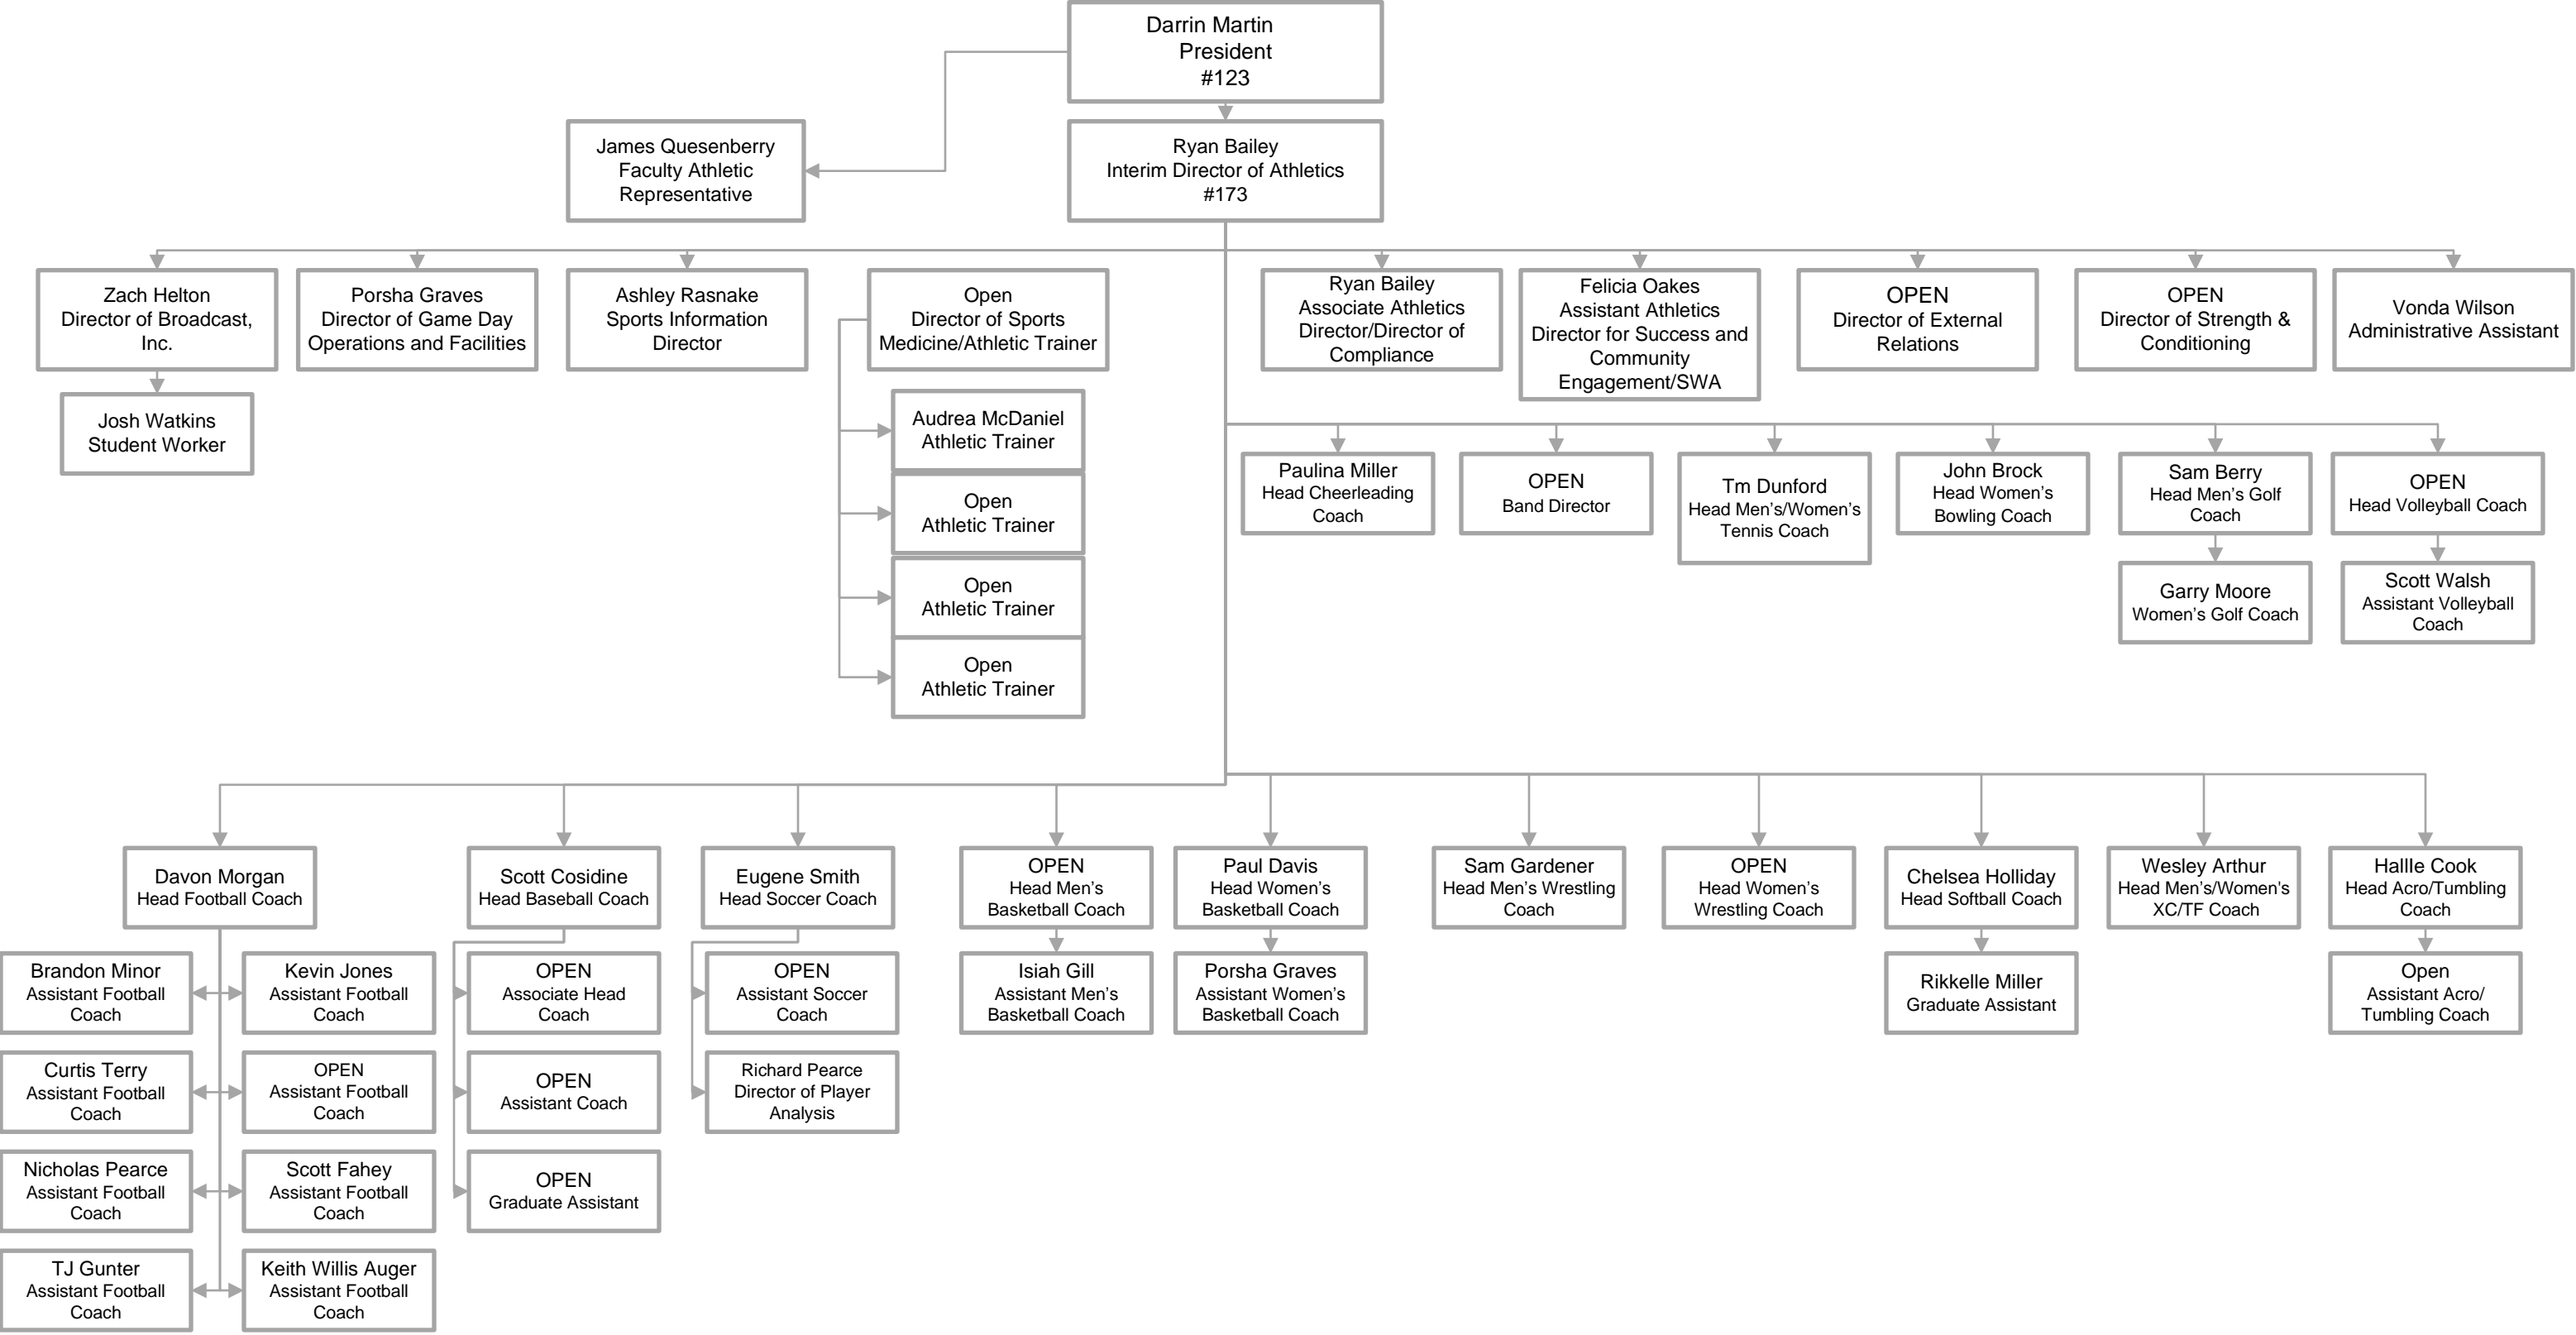 Darrin Martin
President
#123
James Quesenberry
Faculty Athletic
Representative
Ryan Bailey
Interim Director of Athletics
#173
Zach Helton
Director of Broadcast,
Inc.
Porsha Graves
Director of Game Day
Operations and Facilities
Ashley Rasnake
Sports Information
Director
Open
Director of Sports
Medicine/Athletic Trainer
Ryan Bailey
Associate Athletics
Director/Director of
Compliance
Felicia Oakes
Assistant Athletics
Director for Success and
Community
Engagement/SWA
OPEN
Director of External
Relations
OPEN
Director of Strength &
Conditioning
Vonda Wilson
Administrative Assistant
Josh Watkins
Student Worker
Audrea McDaniel
Athletic Trainer
Open
Athletic Trainer
Open
Athletic Trainer
Open
Athletic Trainer
Paulina Miller
Head Cheerleading
Coach
OPEN
Band Director
Tm Dunford
Head Men’s/Women’s
Tennis Coach
John Brock
Head Women’s
Bowling Coach
Sam Berry
Head Men’s Golf
Coach
OPEN
Head Volleyball Coach
Garry Moore
Women’s Golf Coach
Scott Walsh
Assistant Volleyball
Coach
Davon Morgan
Head Football Coach
Scott Cosidine
Head Baseball Coach
Eugene Smith
Head Soccer Coach
OPEN
Head Men’s
Basketball Coach
Paul Davis
Head Women’s
Basketball Coach
Sam Gardener
Head Men’s Wrestling
Coach
OPEN
Head Women’s
Wrestling Coach
Chelsea Holliday
Head Softball Coach
Wesley Arthur
Head Men’s/Women's
XC/TF Coach
Hallle Cook
Head Acro/Tumbling
Coach
Brandon Minor
Assistant Football
Coach
Kevin Jones
Assistant Football
Coach
OPEN
Associate Head
Coach
OPEN
Assistant Soccer
Coach
Isiah Gill
Assistant Men’s
Basketball Coach
Porsha Graves
Assistant Women’s
Basketball Coach
Rikkelle Miller
Graduate Assistant
Open
Assistant Acro/
Tumbling Coach
Curtis Terry
Assistant Football
Coach
OPEN
Assistant Football
Coach
OPEN
Assistant Coach
Richard Pearce
Director of Player
Analysis
Nicholas Pearce
Assistant Football
Coach
Scott Fahey
Assistant Football
Coach
OPEN
Graduate Assistant
TJ Gunter
Assistant Football
Coach
Keith Willis Auger
Assistant Football
Coach